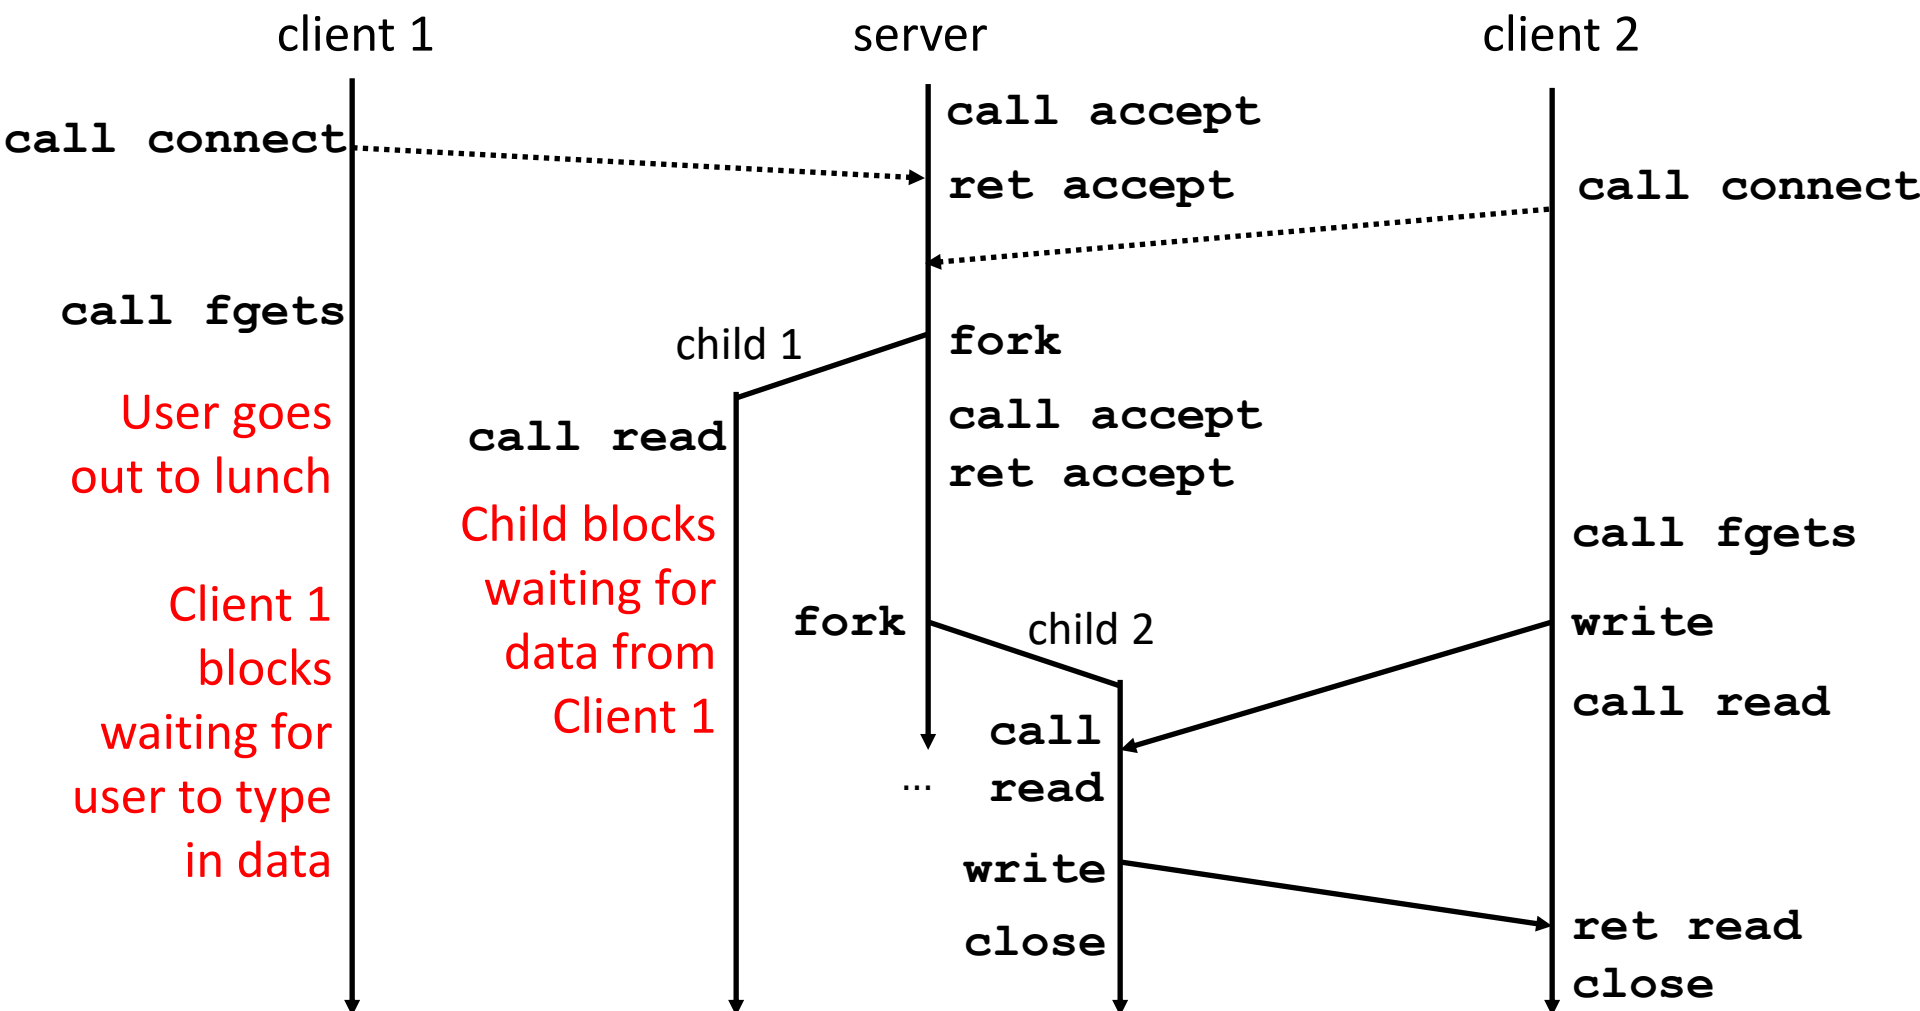 client 1
server
client 2
call connect
call accept
ret accept
call connect
call fgets
child 1
fork
User goes
out to lunch
call read
call accept
ret accept
Child blocks
waiting for
data from
Client 1
call fgets
Client 1
blocks
waiting for
user to type
in data
fork
child 2
write
call read
call
read
...
write
close
ret read
close